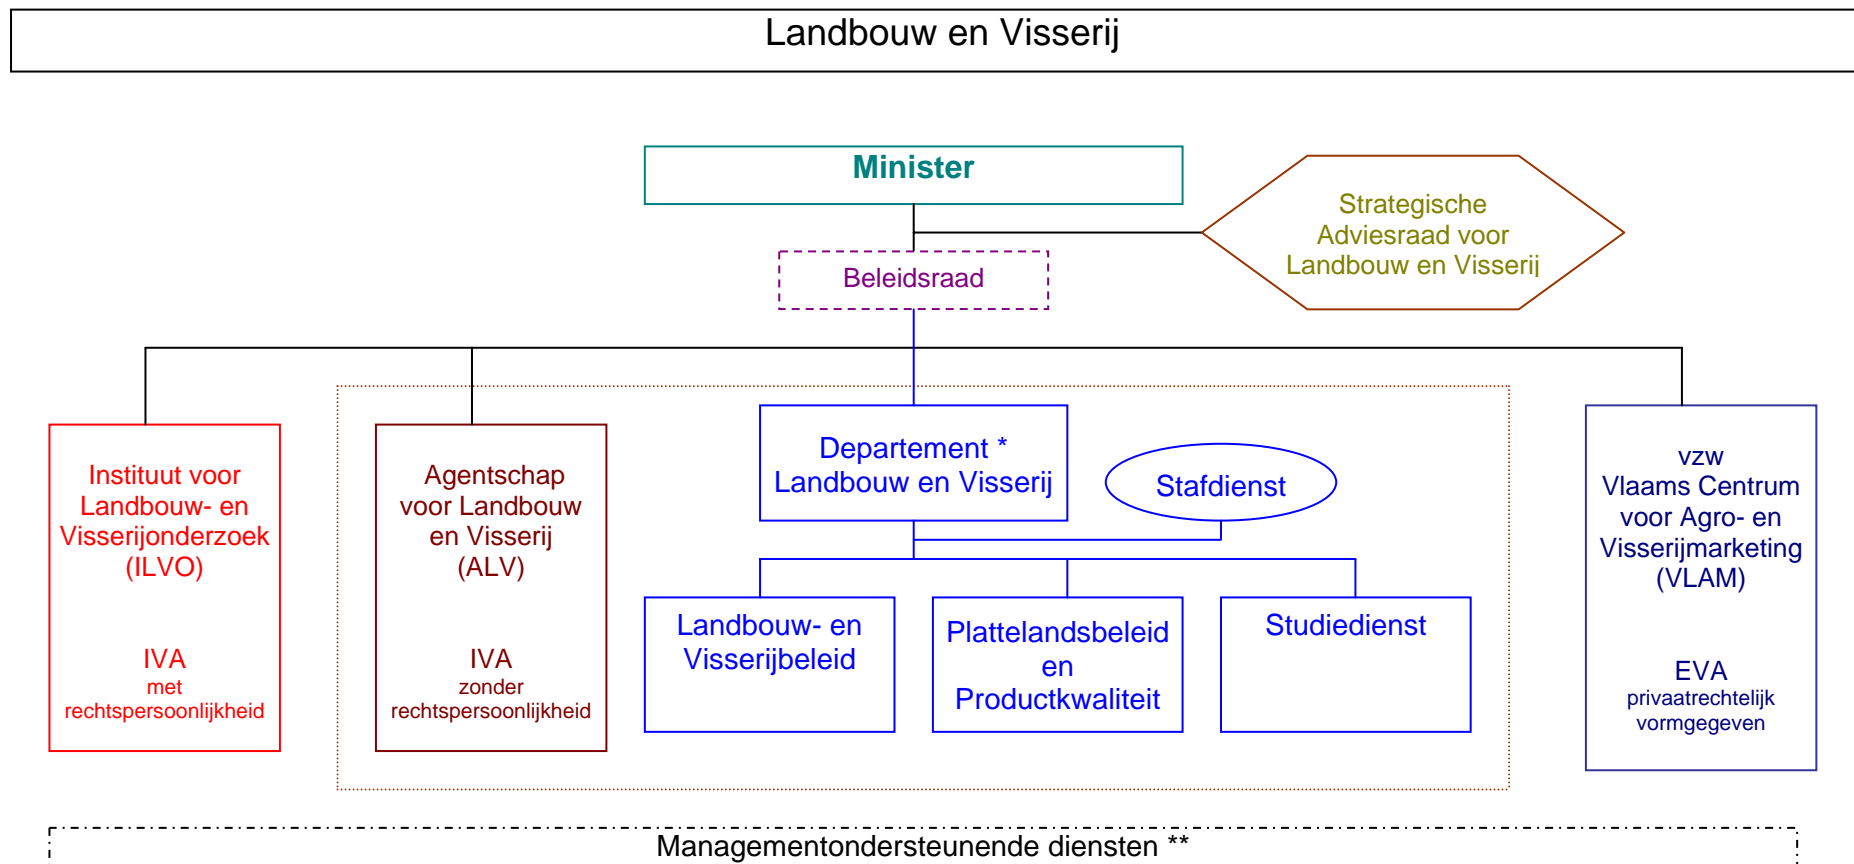 Landbouw en Visserij
Minister
Strategische
Adviesraad voor
Landbouw en Visserij
Beleidsraad
Instituut voor
Landbouw- en
Visserijonderzoek
(ILVO)
IVA
met
rechtspersoonlijkheid
Agentschap
voor Landbouw
en Visserij
(ALV)
IVA
zonder
rechtspersoonlijkheid
Departement *
Landbouw en Visserij
Stafdienst
Landbouw- en
Visserijbeleid
Plattelandsbeleid
en
Productkwaliteit
Studiedienst
vzw
Vlaams Centrum
voor Agro- en
Visserijmarketing
(VLAM)
EVA
privaatrechtelijk
vormgegeven
Managementondersteunende diensten **